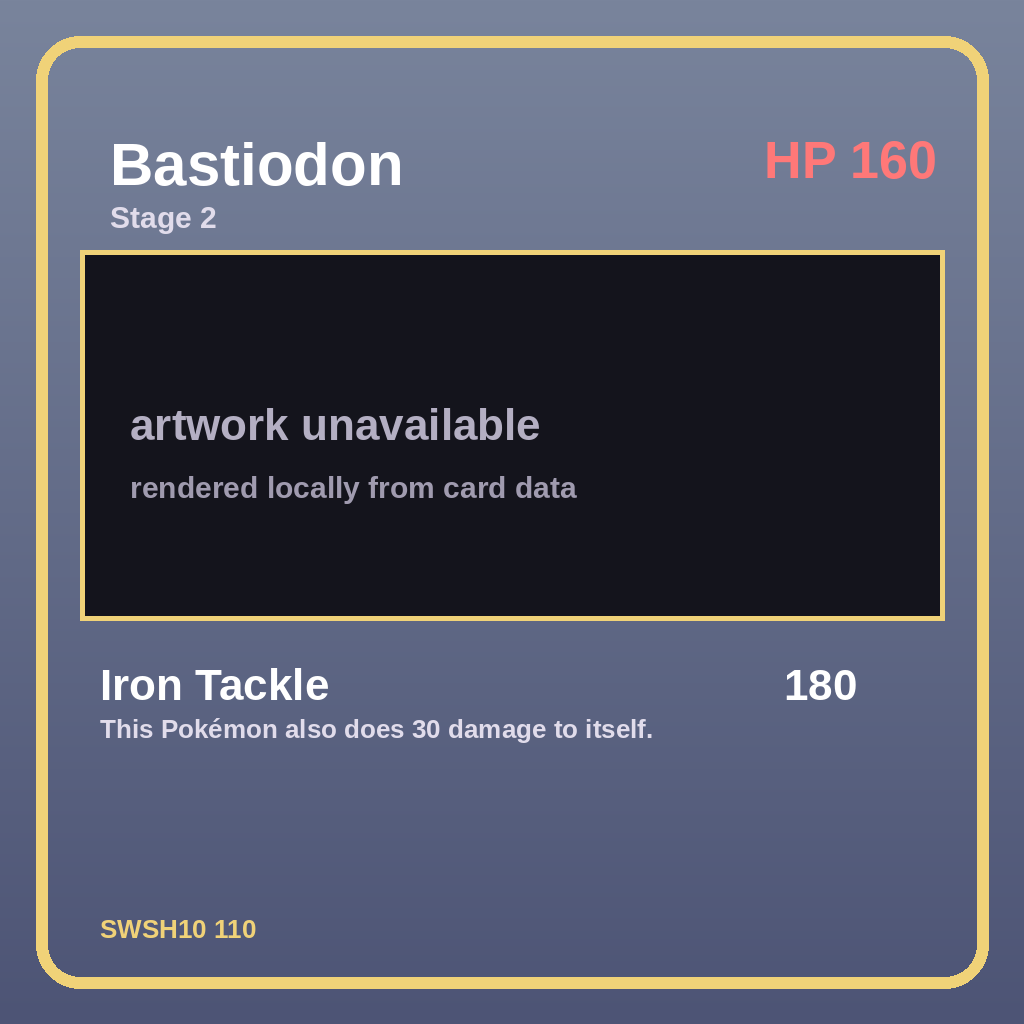 Bastiodon
HP 160
Stage 2
artwork unavailable
rendered locally from card data
Iron Tackle
180
This Pokémon also does 30 damage to itself.
SWSH10 110